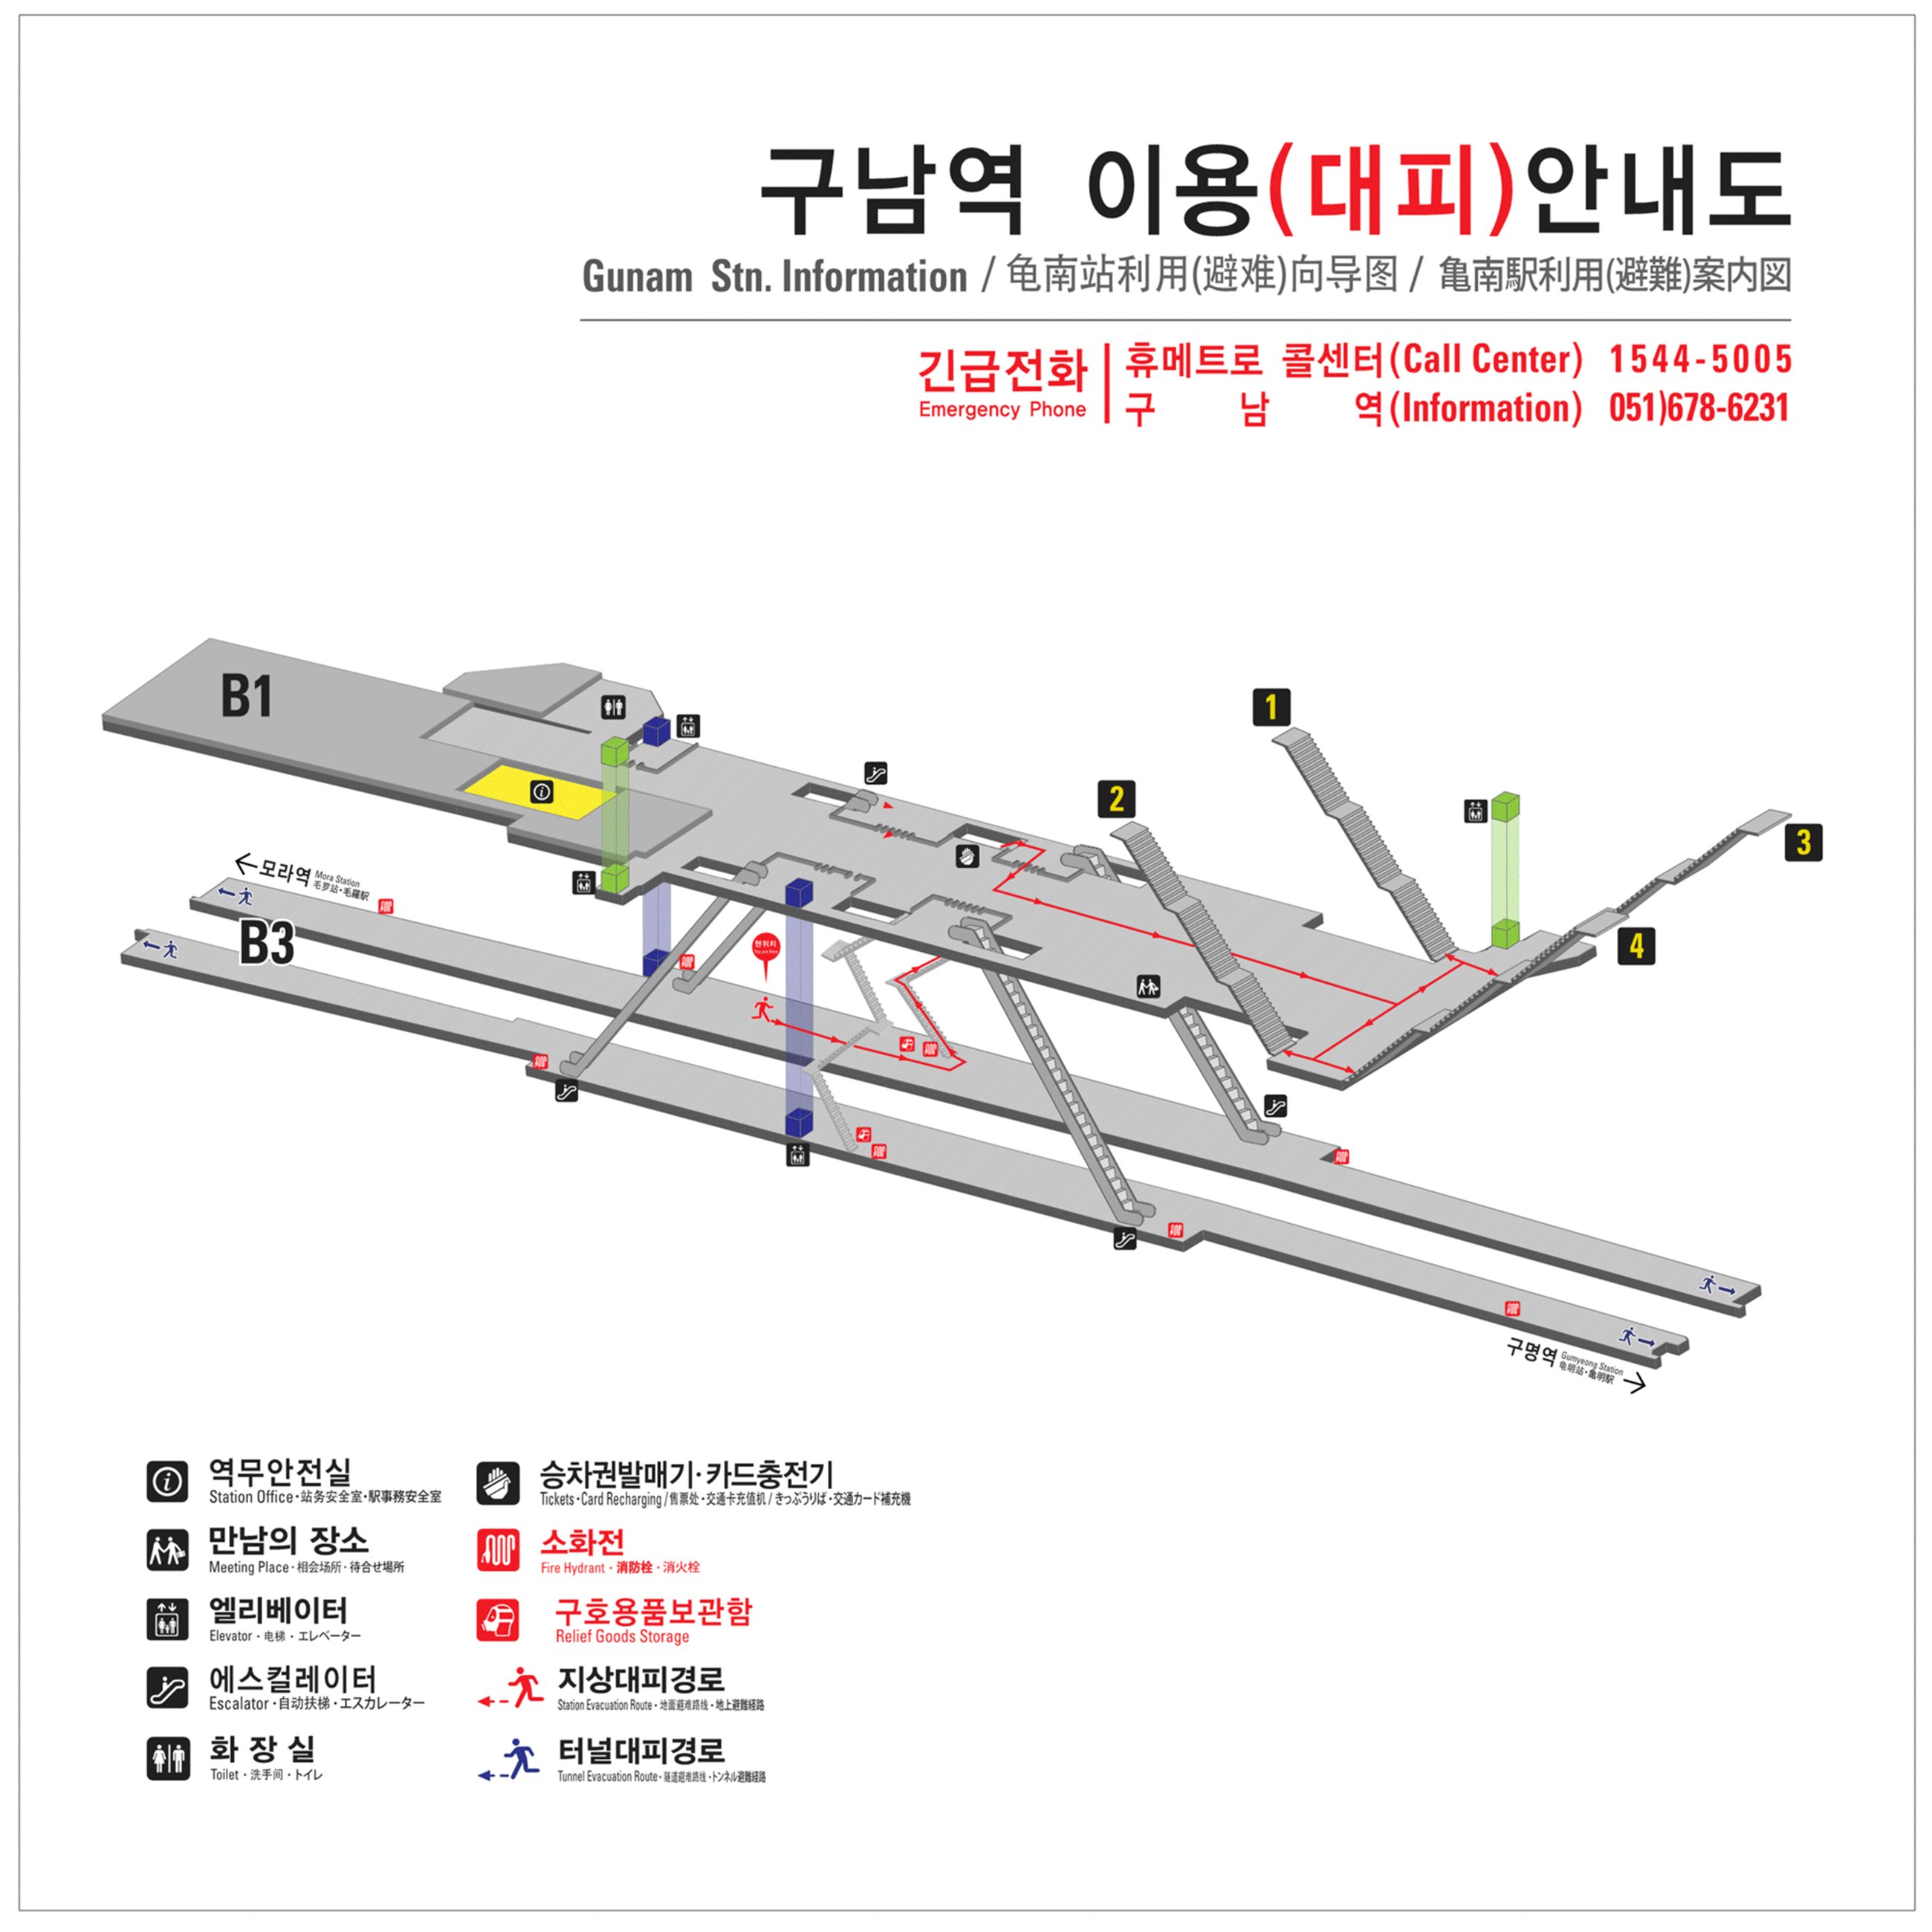 구남역 이용(대피)안내도
Gunam Stn. Information / 龟南站利用(避难)向导图 / 亀南駅利用(避難)案内図
긴급전화
Emergency Phone
휴메트로 콜센터(Call Center) 1544-5005
구 남 역(Information) 051)678-6231
B1
1
2
3
4
←모라역
Mora Station
毛罗站·毛羅駅
B3
현위치
구명역
Gumyeong Station
龟明站·亀明駅
→
역무안전실
Station Office·站务安全室·駅事務安全室
만남의 장소
Meeting Place·相会场所·待合せ場所
엘리베이터
Elevator·电梯·エレベーター
에스컬레이터
Escalator·自动扶梯·エスカレーター
화 장 실
Toilet·洗手间·トイレ
승차권발매기·카드충전기
Tickets·Card Recharging/售票处·交通卡充值机/きっぷうりば·交通カード補充機
소화전
Fire Hydrant·消防栓·消火栓
구호용품보관함
Relief Goods Storage
지상대피경로
Station Evacuation Route·地面避难路线·地上避難経路
터널대피경로
Tunnel Evacuation Route·隧道避难路线·トンネル避難経路